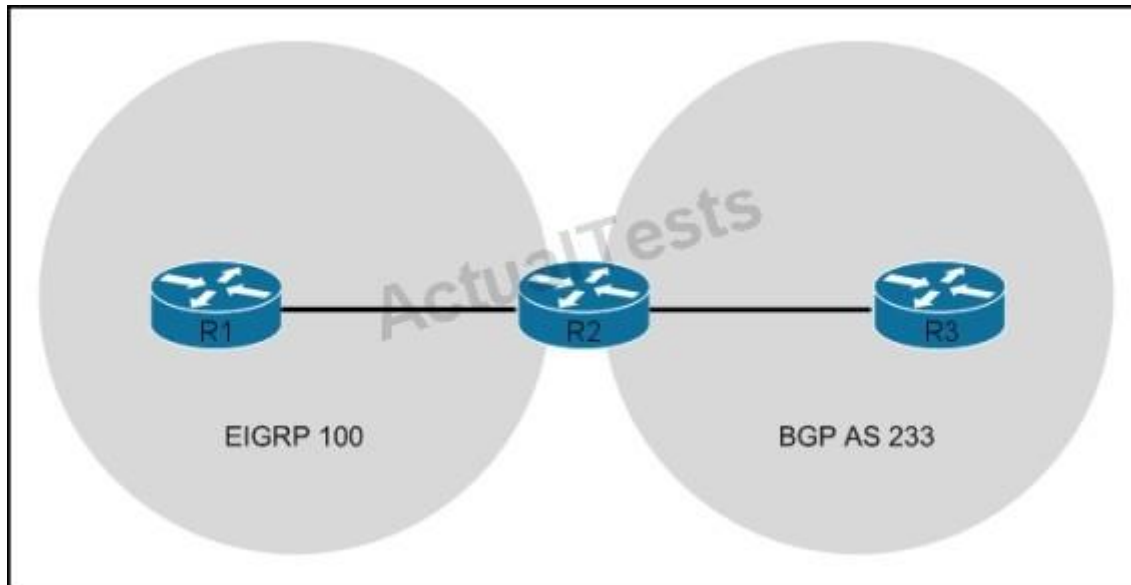 ActualTests
R1
R2
R3
EIGRP 100
BGP AS 233